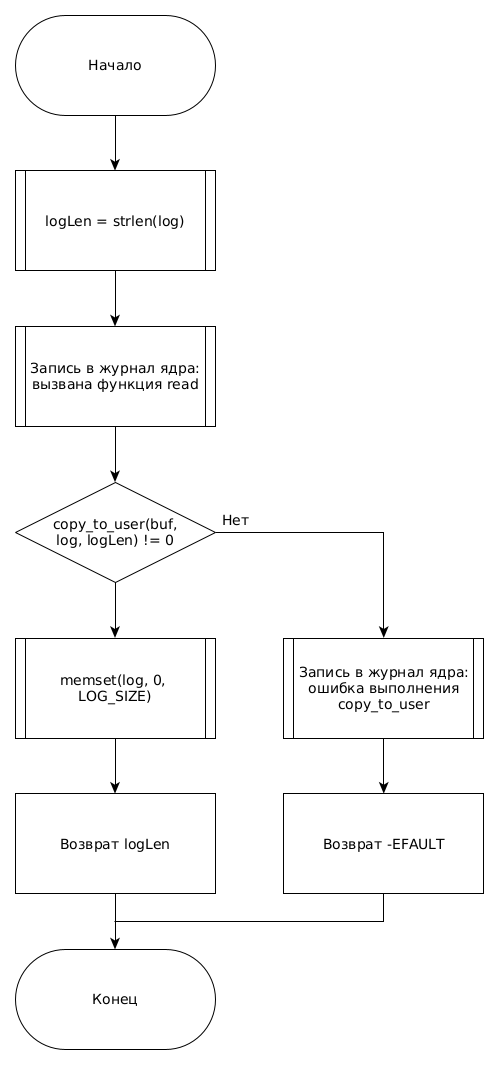 Начало
logLen = strlen(log)
Запись в журнал ядра:
вызвана функция read
copy_to_user(buf,
log, logLen) != 0
Нет
memset(log, 0,
LOG_SIZE)
Запись в журнал ядра:
ошибка выполнения
copy_to_user
Возврат logLen
Возврат -EFAULT
Конец